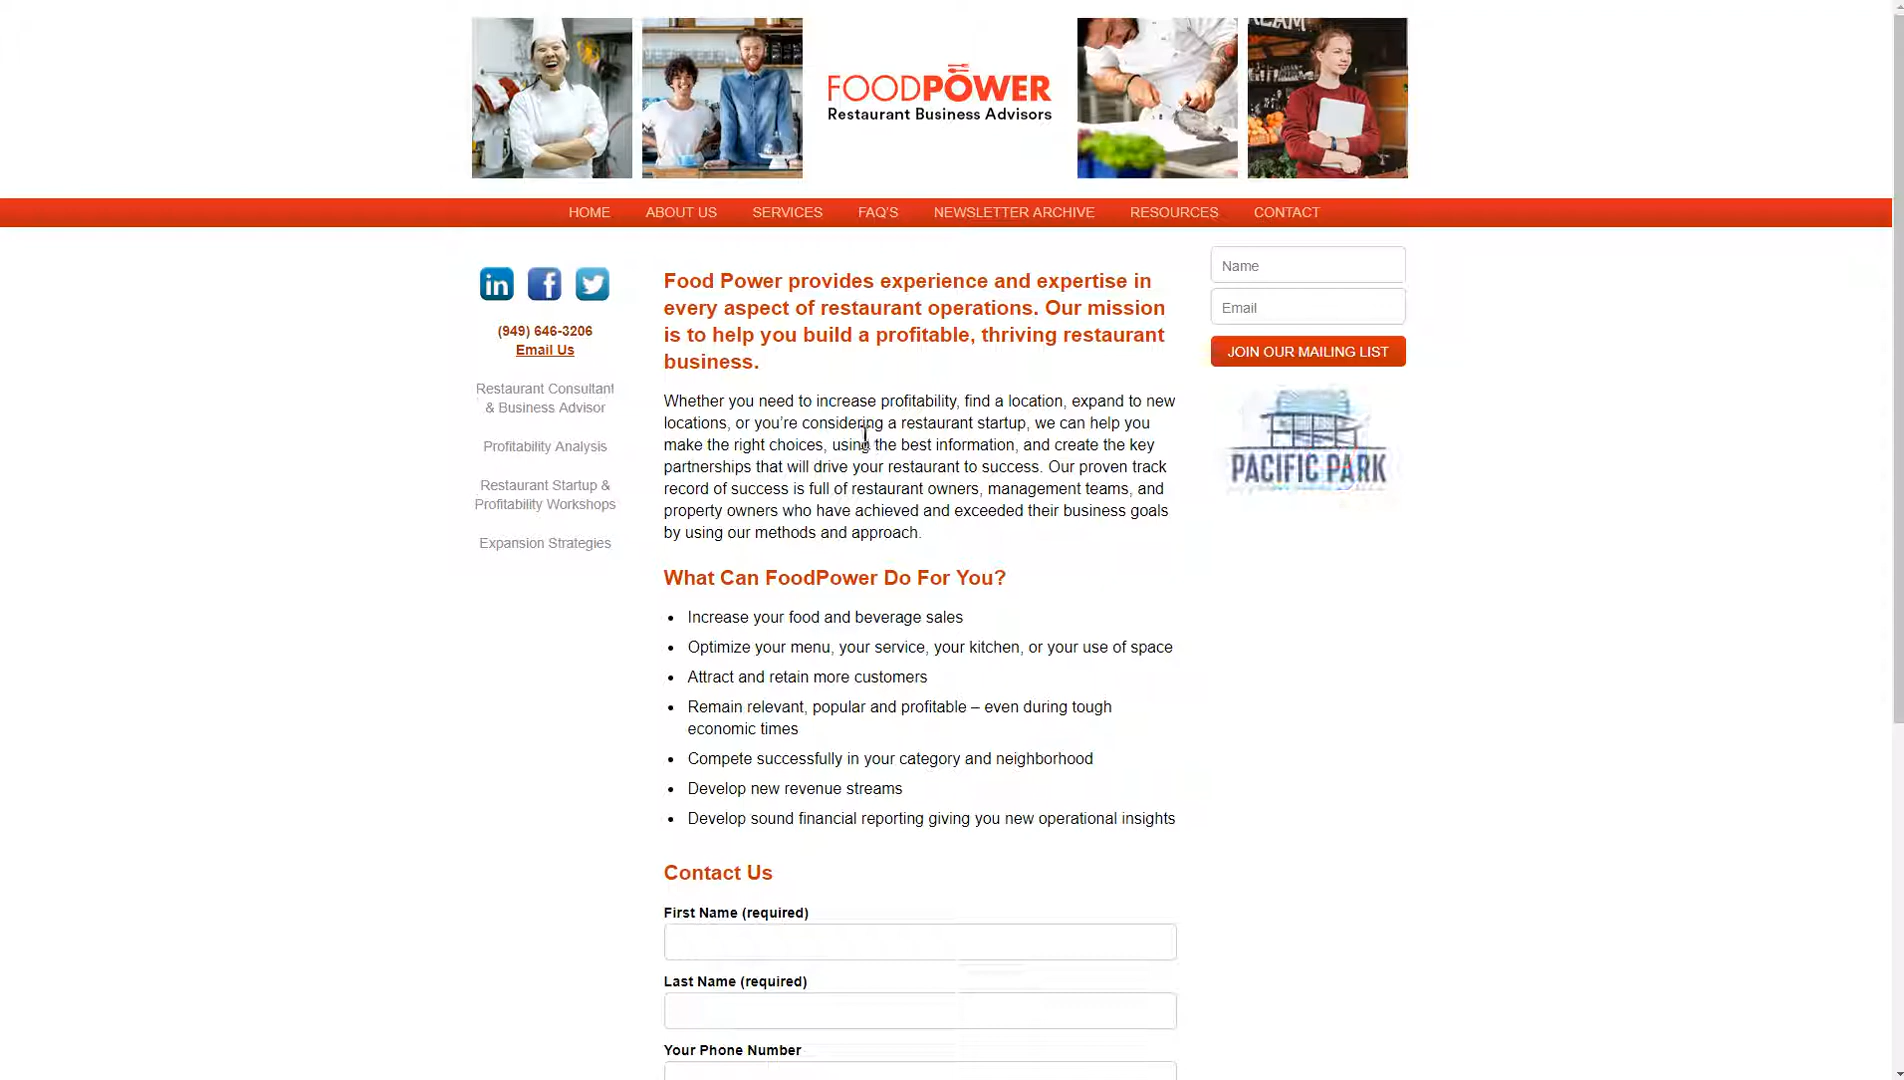 REAM
FOODPOWER
Restaurant Business Advisors
HOME ABOUT US SERVICES FAQ'S NEWSLETTER ARCHIVE RESOURCES CONTACT
(949) 646-3206
Email Us
Restaurant Consultant
& Business Advisor
Profitability Analysis
Restaurant Startup &
Profitability Workshops
Expansion Strategies
Food Power provides experience and expertise in
every aspect of restaurant operations. Our mission
is to help you build a profitable, thriving restaurant
business.
Whether you need to increase profitability, find a location, expand to new
locations, or you're considering a restaurant startup, we can help you
make the right choices, using the best information, and create the key
partnerships that will drive your restaurant to success. Our proven track
record of success is full of restaurant owners, management teams, and
property owners who have achieved and exceeded their business goals
by using our methods and approach.
What Can FoodPower Do For You?
• Increase your food and beverage sales
• Optimize your menu, your service, your kitchen, or your use of space
• Attract and retain more customers
• Remain relevant, popular and profitable – even during tough
economic times
• Compete successfully in your category and neighborhood
• Develop new revenue streams
• Develop sound financial reporting giving you new operational insights
Contact Us
First Name (required)
Last Name (required)
Your Phone Number
Name
Email
JOIN OUR MAILING LIST
PACIFIC PARK